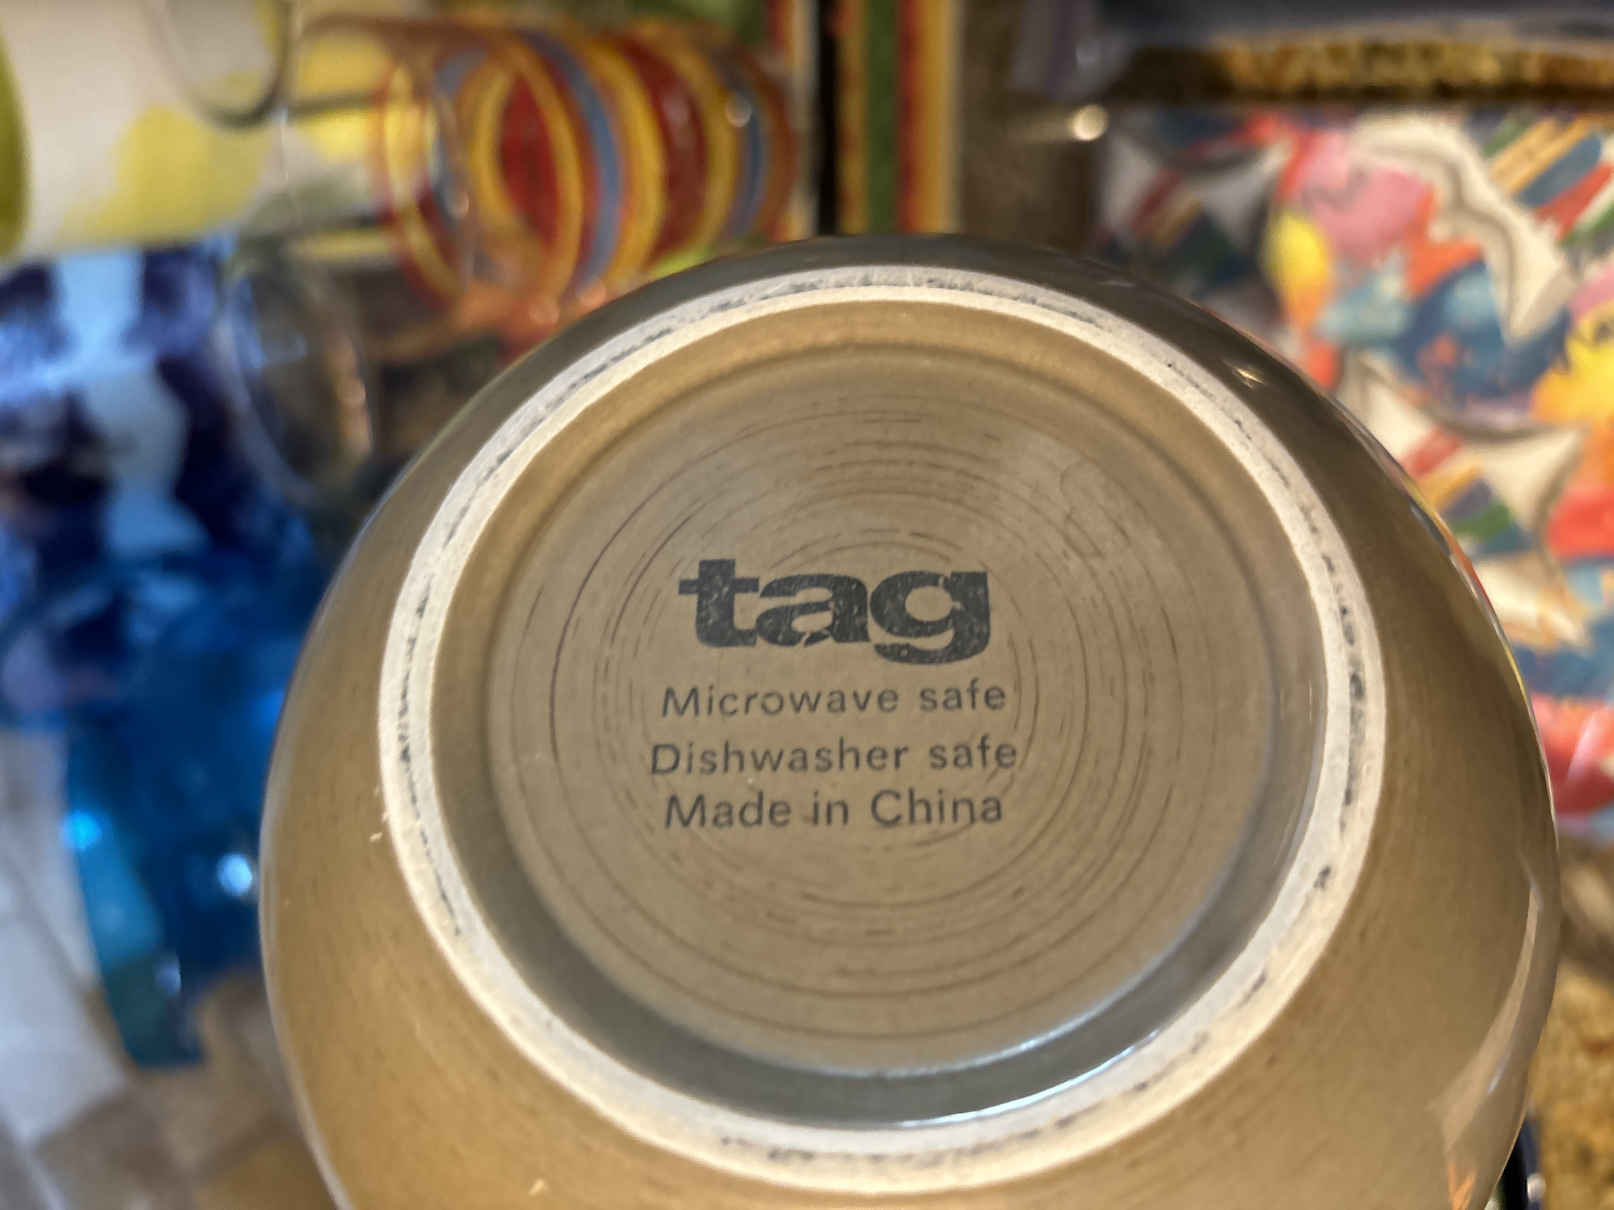 tag
Microwave safe
Dishwasher safe
Made in China